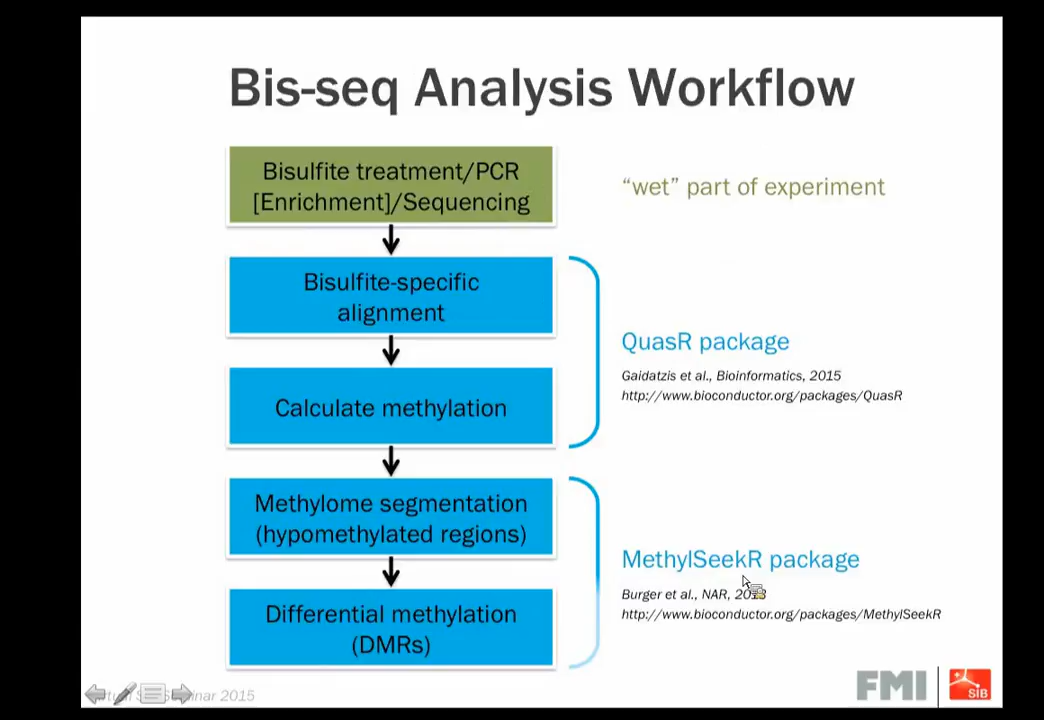 Bis-seq Analysis Workflow
Bisulfite treatment/PCR
[Enrichment]/Sequencing
"wet" part of experiment
Bisulfite-specific
alignment
Calculate methylation
QuasR package
Gaidatzis et al., Bioinformatics, 2015
http://www.bioconductor.org/packages/QuasR
Methylome segmentation
(hypomethylated regions)
Differential methylation
(DMRs)
MethylSeekR package
Burger et al., NAR,
http://www.bioconductor.org/packages/MethylSeekR
2015
FMI
SIB